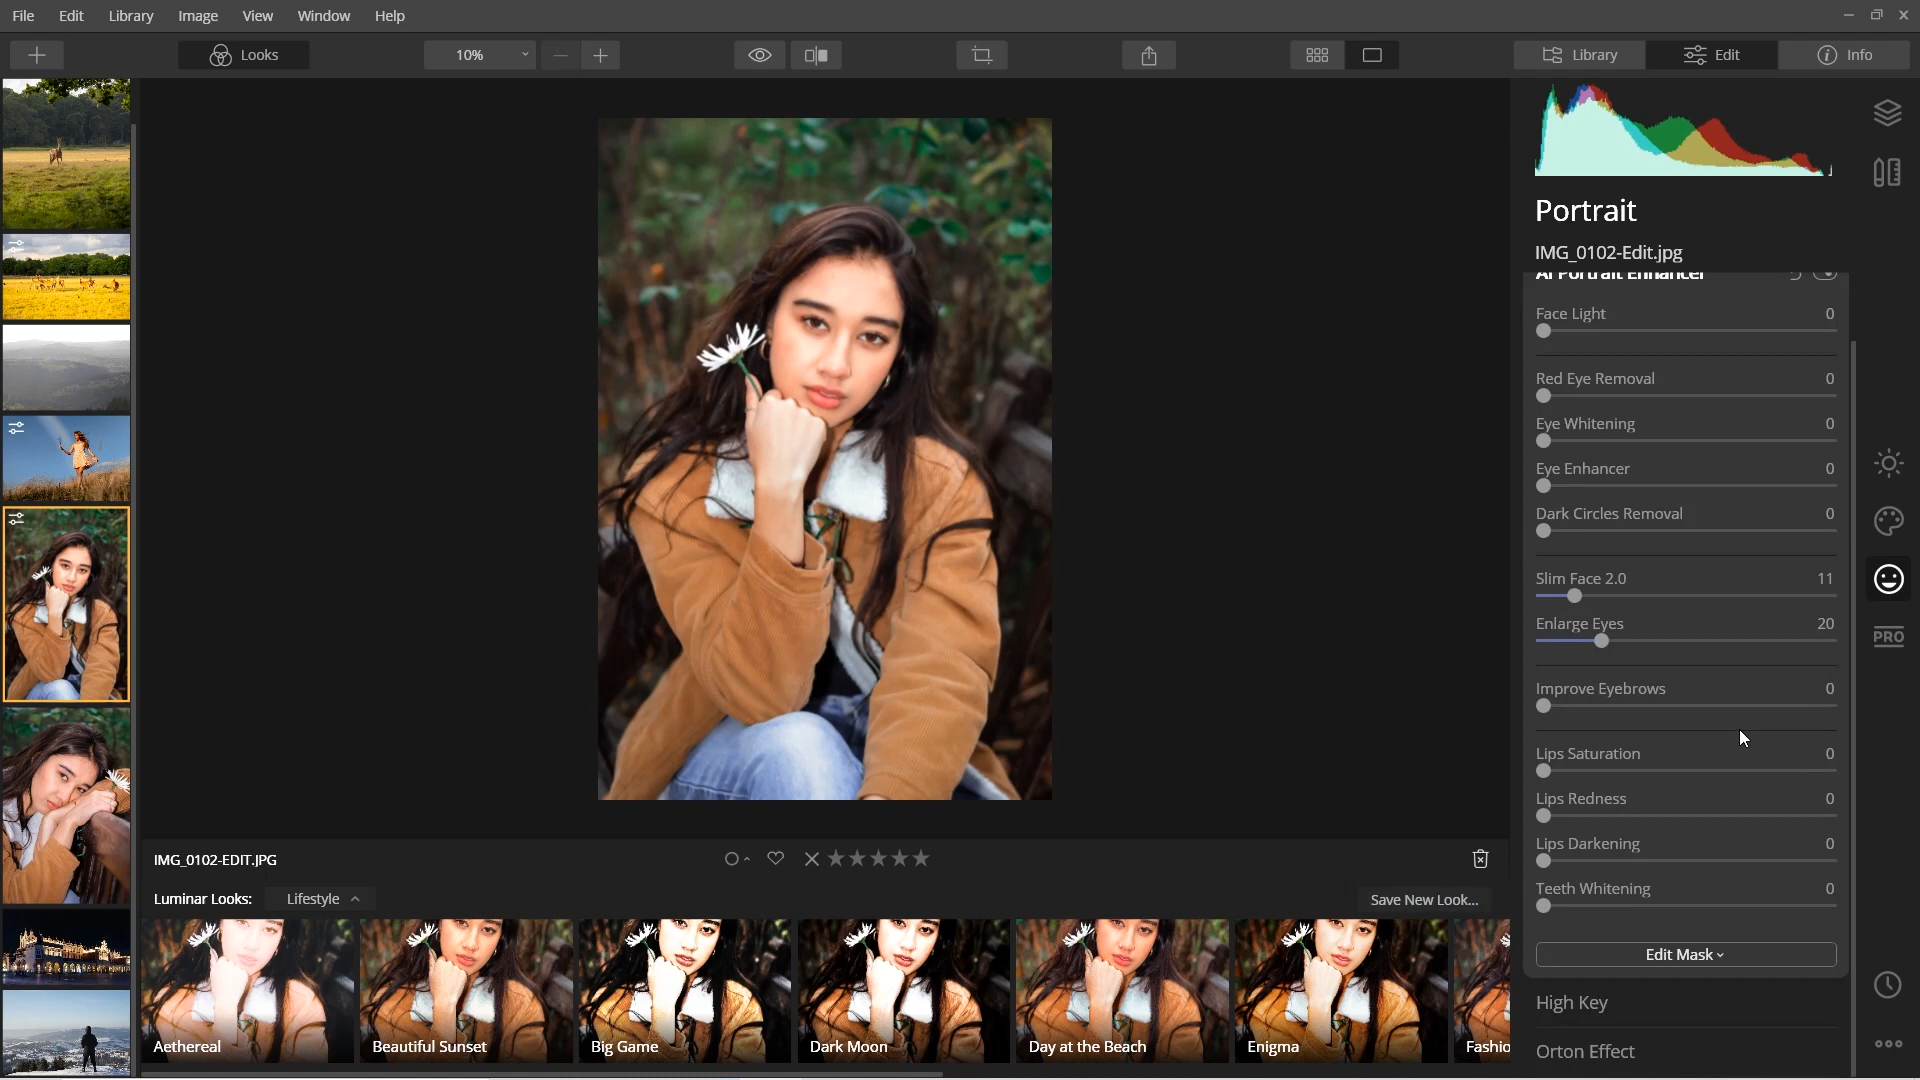 File Edit Library Image View Window Help
Looks 10% Library Edit Info
Portrait
IMG_0102-Edit.jpg
AI Portrait Enhancer
Face Light 0
Red Eye Removal 0
Eye Whitening 0
Eye Enhancer 0
Dark Circles Removal 0
Slim Face 2.0 11
Enlarge Eyes 20
PRO
Improve Eyebrows 0
Lips Saturation 0
Lips Redness 0
Lips Darkening 0
Teeth Whitening 0
Edit Mask
High Key
Orton Effect
IMG_0102-EDIT.JPG
Luminar Looks: Lifestyle Save New Look...
Aethereal Beautiful Sunset Big Game Dark Moon Day at the Beach Enigma Fashio